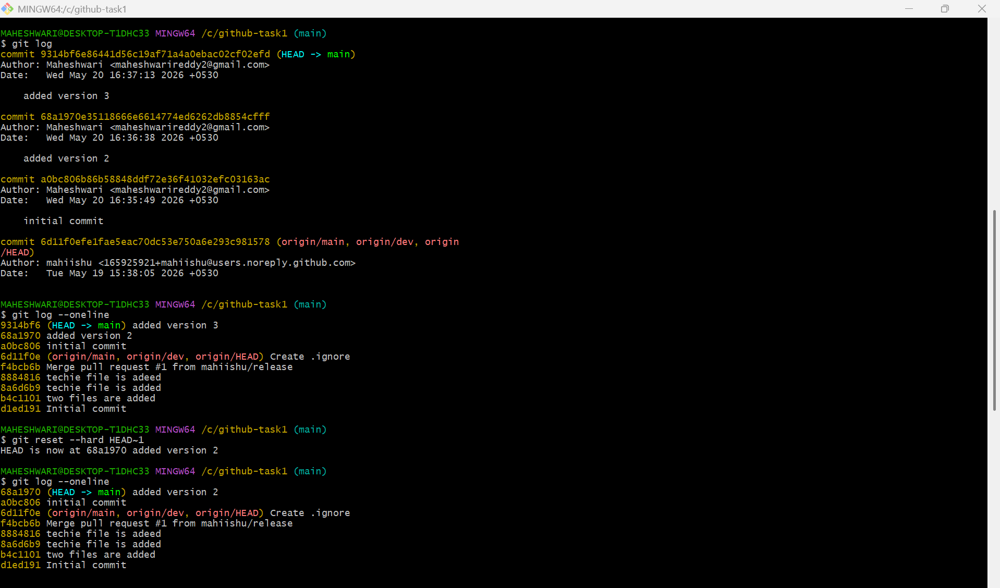 MINGW64:/c/github-task1
MAHESHWARI@DESKTOP-T1DHC33 MINGW64 /c/github-task1 (main)
$ git log
commit 9314bf6e86441d56c19af71a4a0ebac02cf02efd (HEAD -> main)
Author: Maheshwari <maheshwarireddy2@gmail.com>
Date:   Wed May 20 16:37:13 2026 +0530
    added version 3
commit 68a1970e35118666e6614774ed6262db8854cfff
Author: Maheshwari <maheshwarireddy2@gmail.com>
Date:   Wed May 20 16:36:38 2026 +0530
    added version 2
commit a0bc806b86b58848ddf72e36f41032efc03163ac
Author: Maheshwari <maheshwarireddy2@gmail.com>
Date:   Wed May 20 16:35:49 2026 +0530
    initial commit
commit 6d11f0efe1fae5eac70dc53e750a6e293c981578 (origin/main, origin/dev, origin
/HEAD)
Author: mahiishu <165925921+mahiishu@users.noreply.github.com>
Date:   Tue May 19 15:38:05 2026 +0530
MAHESHWARI@DESKTOP-T1DHC33 MINGW64 /c/github-task1 (main)
$ git log --oneline
9314bf6 (HEAD -> main) added version 3
68a1970 added version 2
a0bc806 initial commit
6d11f0e (origin/main, origin/dev, origin/HEAD) Create .ignore
f4bcb6b Merge pull request #1 from mahiishu/release
8884816 techie file is adeed
8a6d6b9 techie file is added
b4c1101 two files are added
d1ed191 Initial commit
MAHESHWARI@DESKTOP-T1DHC33 MINGW64 /c/github-task1 (main)
$ git reset --hard HEAD~1
HEAD is now at 68a1970 added version 2
MAHESHWARI@DESKTOP-T1DHC33 MINGW64 /c/github-task1 (main)
$ git log --oneline
68a1970 (HEAD -> main) added version 2
a0bc806 initial commit
6d11f0e (origin/main, origin/dev, origin/HEAD) Create .ignore
f4bcb6b Merge pull request #1 from mahiishu/release
8884816 techie file is adeed
8a6d6b9 techie file is added
b4c1101 two files are added
d1ed191 Initial commit